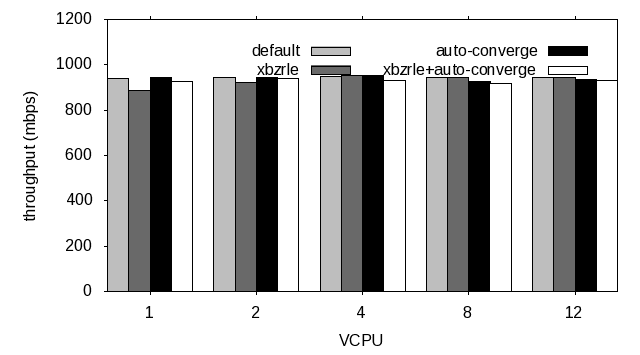 1200
1000
800
600
400
200
0
throughput (mbps)
default
auto-converge
xbzrle
xbzrle+auto-converge
1 2 4 8 12
VCPU